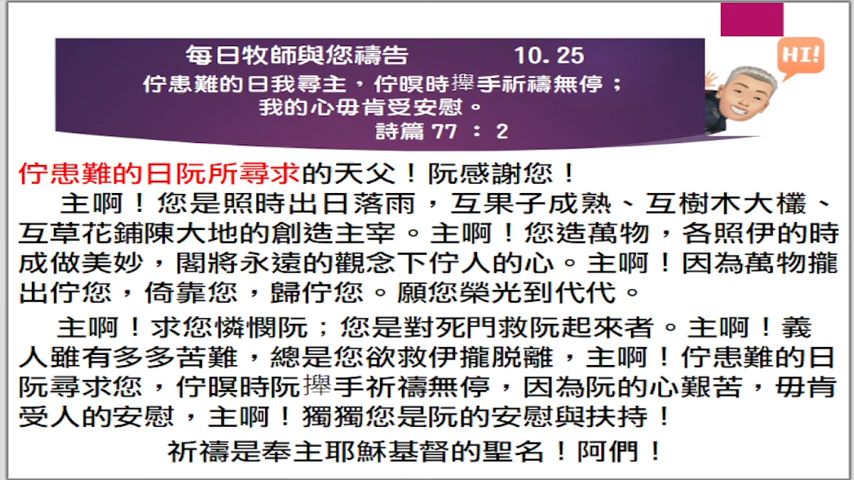 每日牧師與您禱告 10.25
佇患難的日我尋主，佇暝時攑手祈禱無停；
我的心毋肯受安慰。
詩篇 77 : 2
HI!
佇患難的日阮所尋求的天父！阮感謝您！
主啊！您是照時出日落雨，互果子成熟、互樹木大欉、
互草花鋪陳大地的創造主宰。主啊！您造萬物，各照伊的時
成做美妙，閣將永遠的觀念下佇人的心。主啊！因為萬物攏
出佇您，倚靠您，歸佇您。願您榮光到代代。
主啊！求您憐憫阮；您是對死門救阮起來者。主啊！義
人雖有多多苦難，總是您欲救伊攏脱離，主啊！佇患難的日
阮尋求您，佇暝時阮攑手祈禱無停，因為阮的心艱苦，毋肯
受人的安慰，主啊！獨獨您是阮的安慰與扶持！
祈禱是奉主耶穌基督的聖名！阿們！